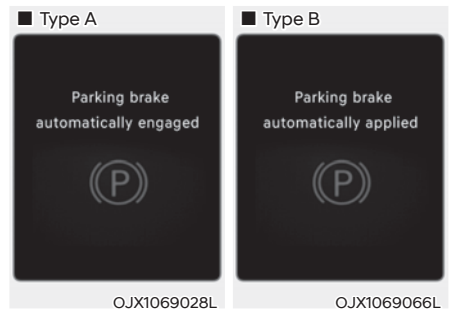 ■ Type A
Parking brake
automatically engaged
(P)
OJX1069028L
■ Type B
Parking brake
automatically applied
(P)
OJX1069066L